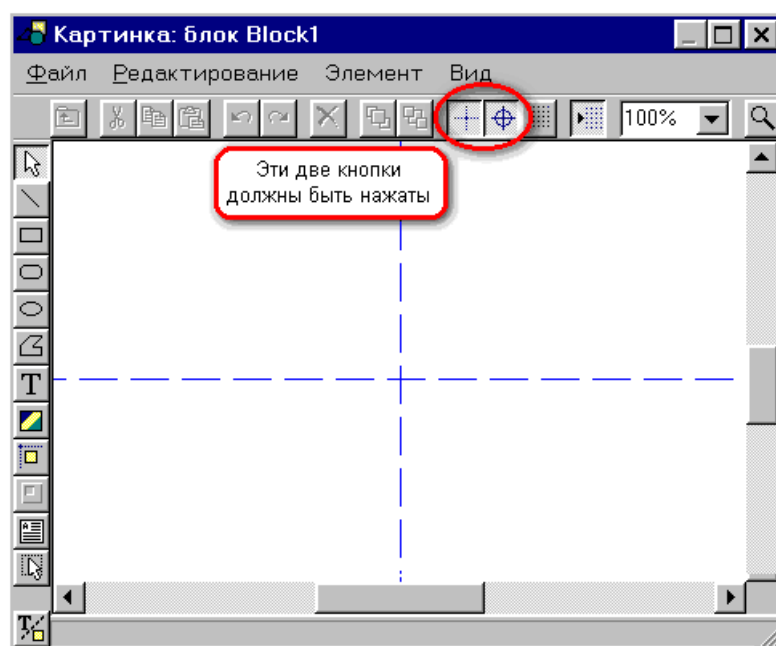 Картинка: блок Block1
Файл Редактирование Элемент Вид
100%
Эти две кнопки
должны быть нажаты
T